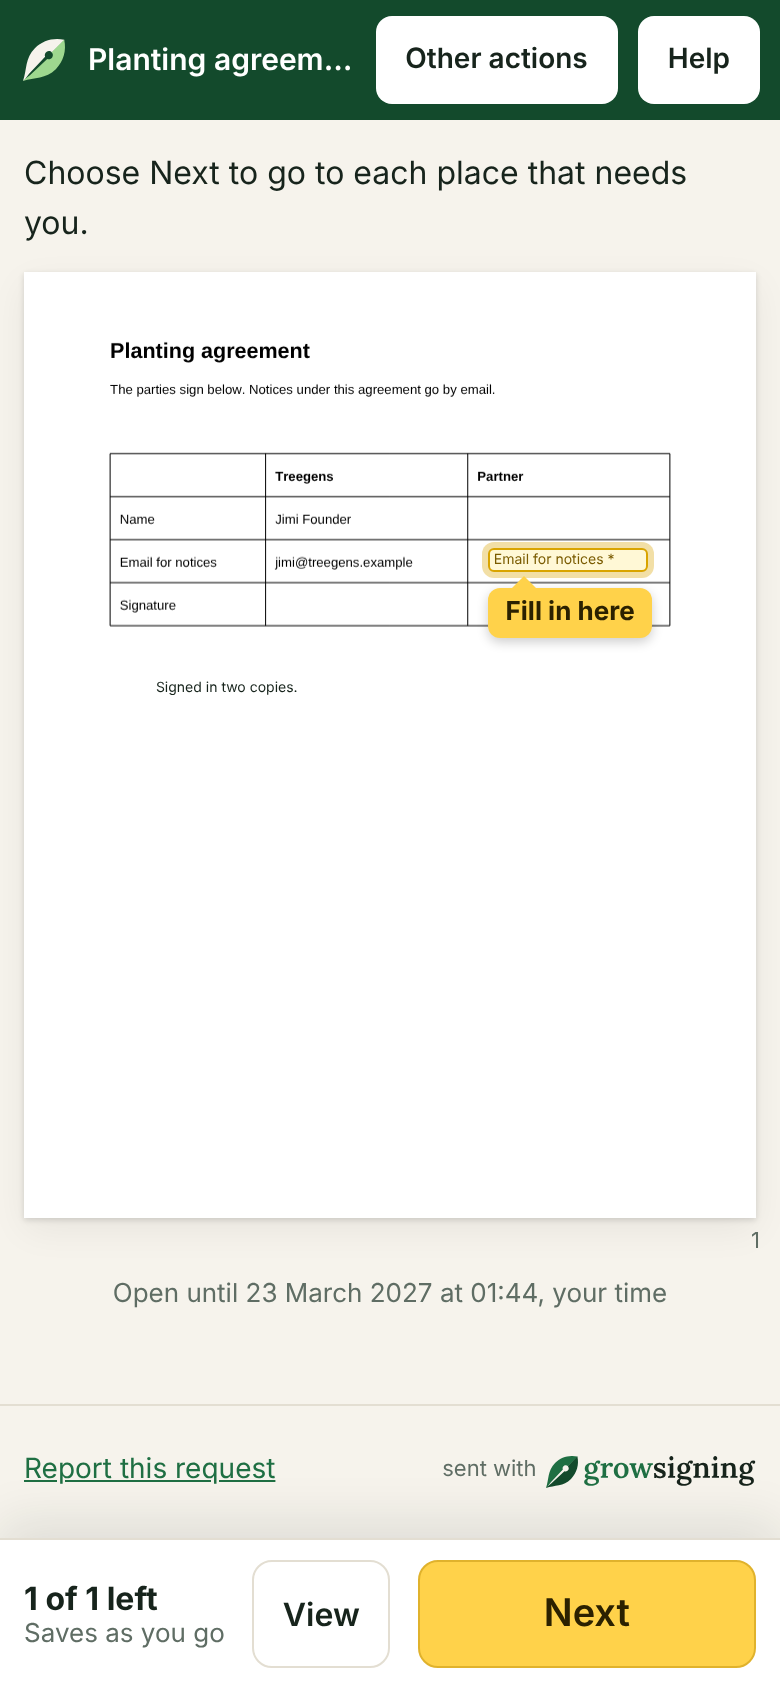 Planting agreem...
Other actions
Help
Choose Next to go to each place that needs
you.
Planting agreement
The parties sign below. Notices under this agreement go by email.
Treegens Partner
Name Jimi Founder
Email for notices jimi@treegens.example Email for notices *
Signature
Fill in here
Signed in two copies.
1
Open until 23 March 2027 at 01:44, your time
Report this request
sent with growsigning
1 of 1 left
Saves as you go
View
Next